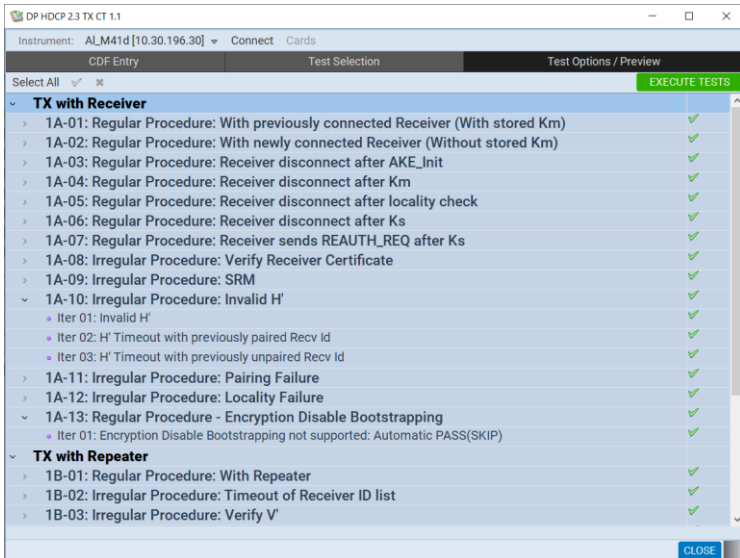 DP HDCP 2.3 TX CT 1.1
Instrument: AI_M41d [10.30.196.30] Connect Cards
CDF Entry Test Selection Test Options / Preview
Select All EXECUTE TESTS
TX with Receiver
1A-01: Regular Procedure: With previously connected Receiver (With stored Km)
1A-02: Regular Procedure: With newly connected Receiver (Without stored Km)
1A-03: Regular Procedure: Receiver disconnect after AKE_Init
1A-04: Regular Procedure: Receiver disconnect after Km
1A-05: Regular Procedure: Receiver disconnect after locality check
1A-06: Regular Procedure: Receiver disconnect after Ks
1A-07: Regular Procedure: Receiver sends REAUTH_REQ after Ks
1A-08: Irregular Procedure: Verify Receiver Certificate
1A-09: Irregular Procedure: SRM
1A-10: Irregular Procedure: Invalid H'
Iter 01: Invalid H'
Iter 02: H' Timeout with previously paired Recv Id
Iter 03: H' Timeout with previously unpaired Recv Id
1A-11: Irregular Procedure: Pairing Failure
1A-12: Irregular Procedure: Locality Failure
1A-13: Regular Procedure - Encryption Disable Bootstrapping
Iter 01: Encryption Disable Bootstrapping not supported: Automatic PASS(SKIP)
TX with Repeater
1B-01: Regular Procedure: With Repeater
1B-02: Irregular Procedure: Timeout of Receiver ID list
1B-03: Irregular Procedure: Verify V'
CLOSE